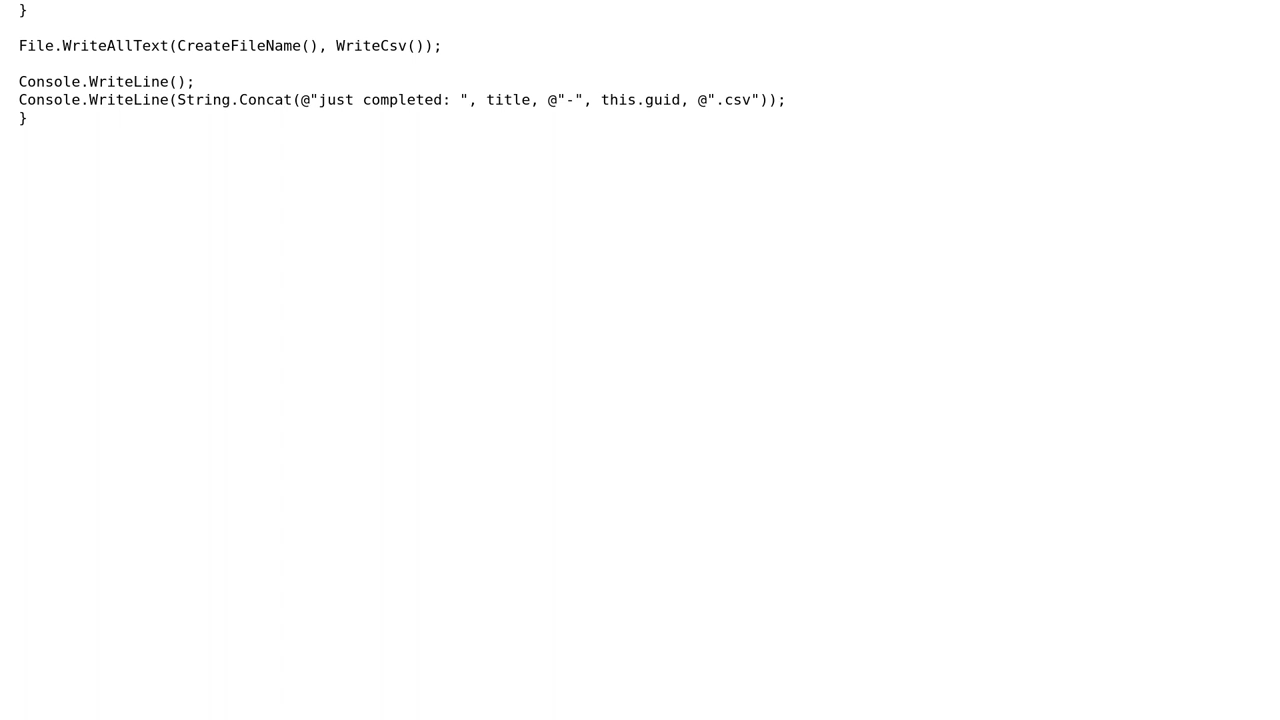 }
File.WriteAllText(CreateFileName(), WriteCsv());
Console.WriteLine();
Console.WriteLine(String.Concat(@"just completed: ", title, @"-", this.guid, @".csv"));
}